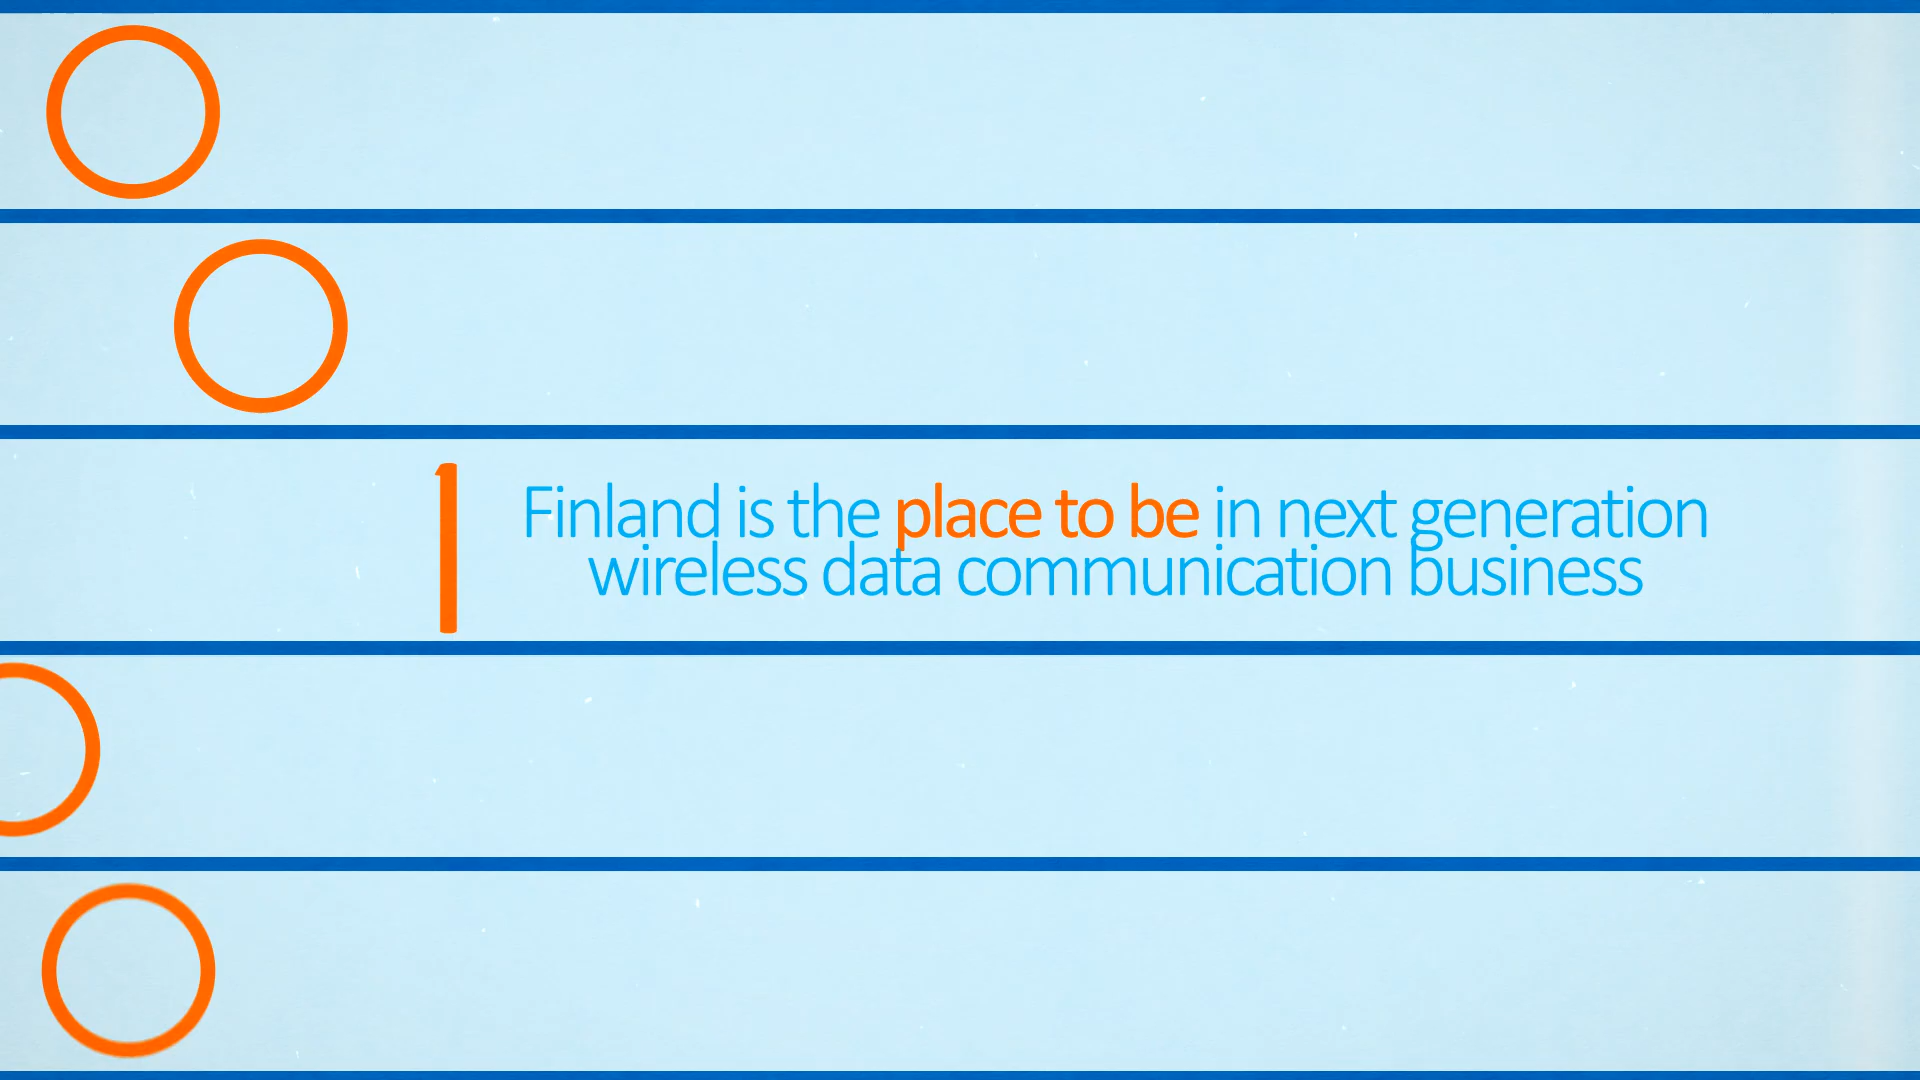 1
Finland is the place to be in next generation
wireless data communication business